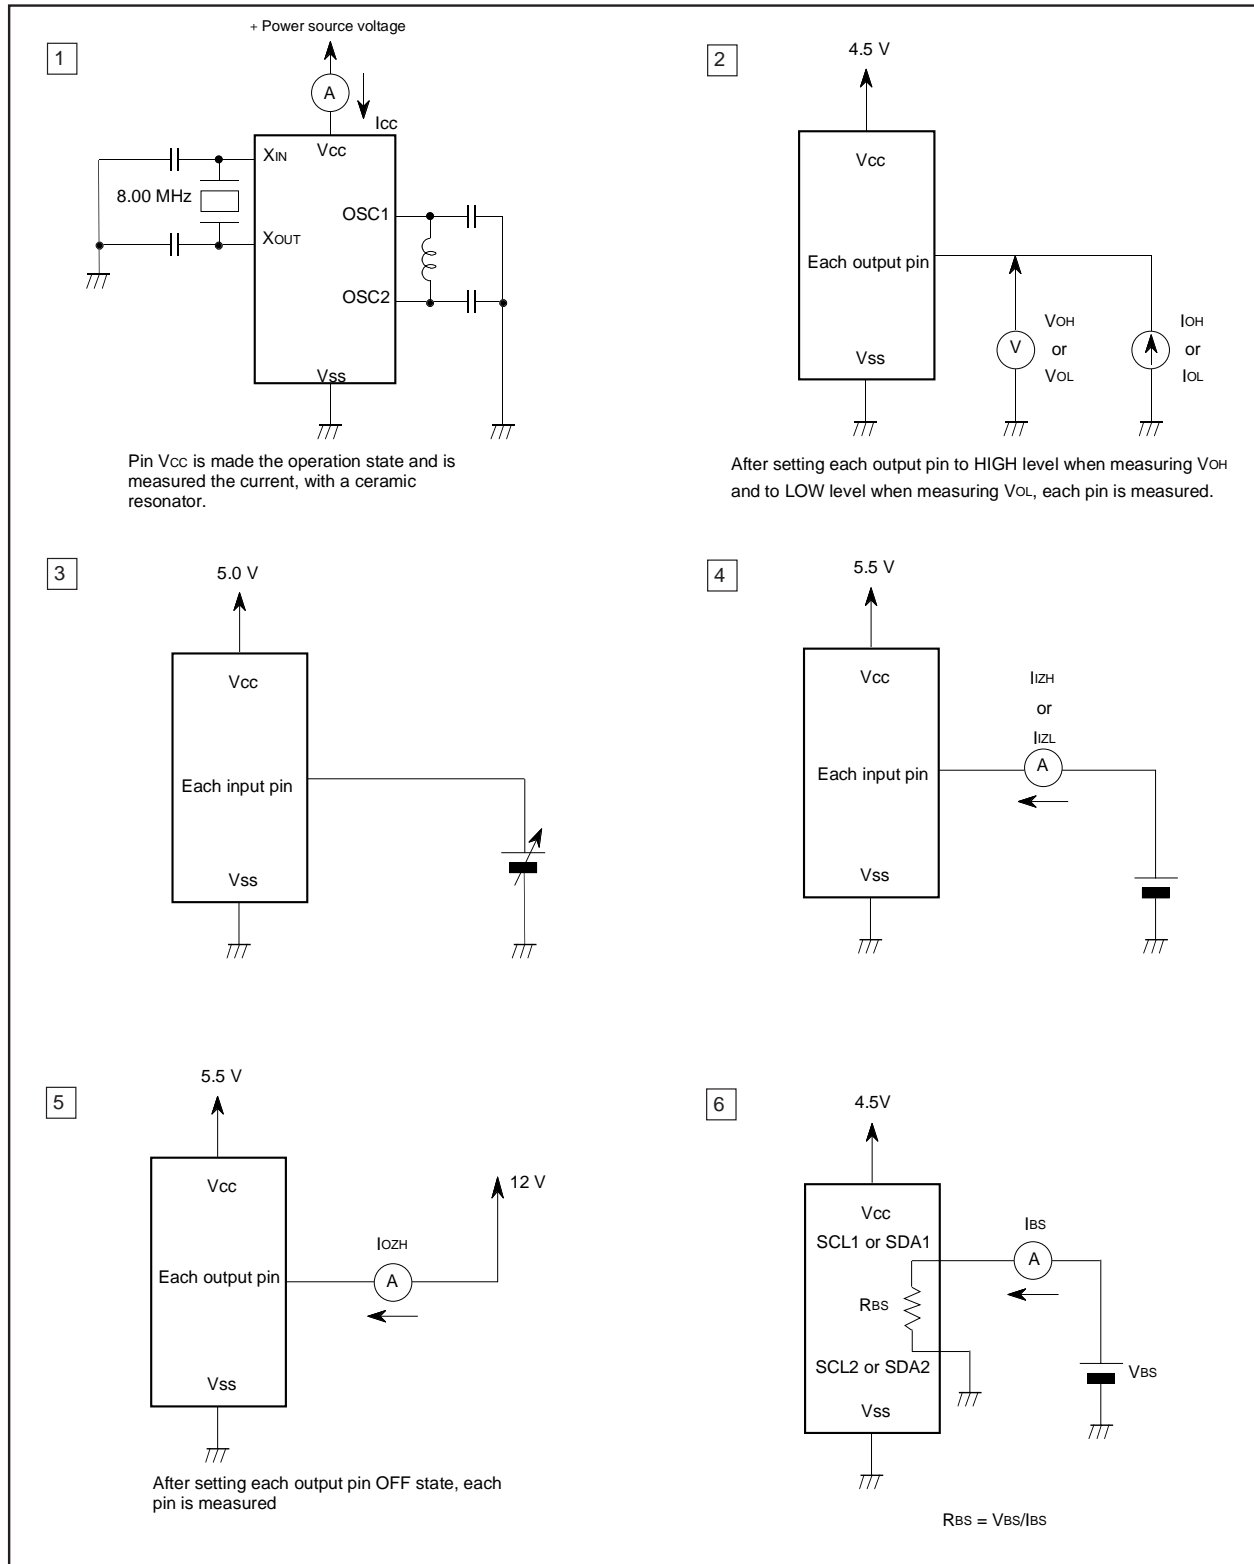 1
+ Power source voltage
A
Icc
XIN
Vcc
8.00 MHz
OSC1
XOUT
OSC2
Vss
Pin VCC is made the operation state and is
measured the current, with a ceramic
resonator.
2
4.5 V
Vcc
Each output pin
VOH
or
VOL
V
IOH
or
IOL
Vss
After setting each output pin to HIGH level when measuring VOH
and to LOW level when measuring VOL, each pin is measured.
3
5.0 V
Vcc
Each input pin
Vss
4
5.5 V
Vcc
IIZH
or
IIZL
Each input pin
A
Vss
5
5.5 V
Vcc
12 V
IOZH
Each output pin
A
Vss
After setting each output pin OFF state, each
pin is measured
6
4.5V
Vcc
SCL1 or SDA1
IBS
A
RBS
SCL2 or SDA2
VBS
Vss
RBS = VBS/IBS